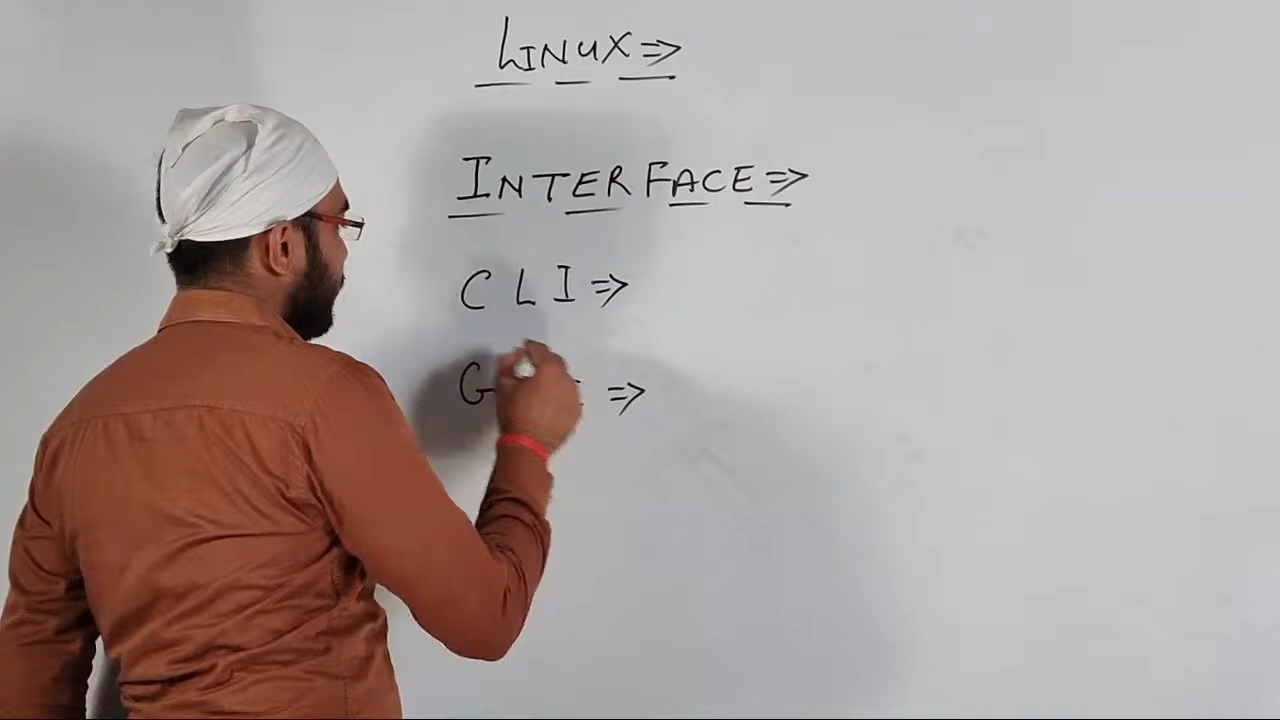 LINUX ⇒
INTERFACE ⇒
CLI ⇒
G ⇒